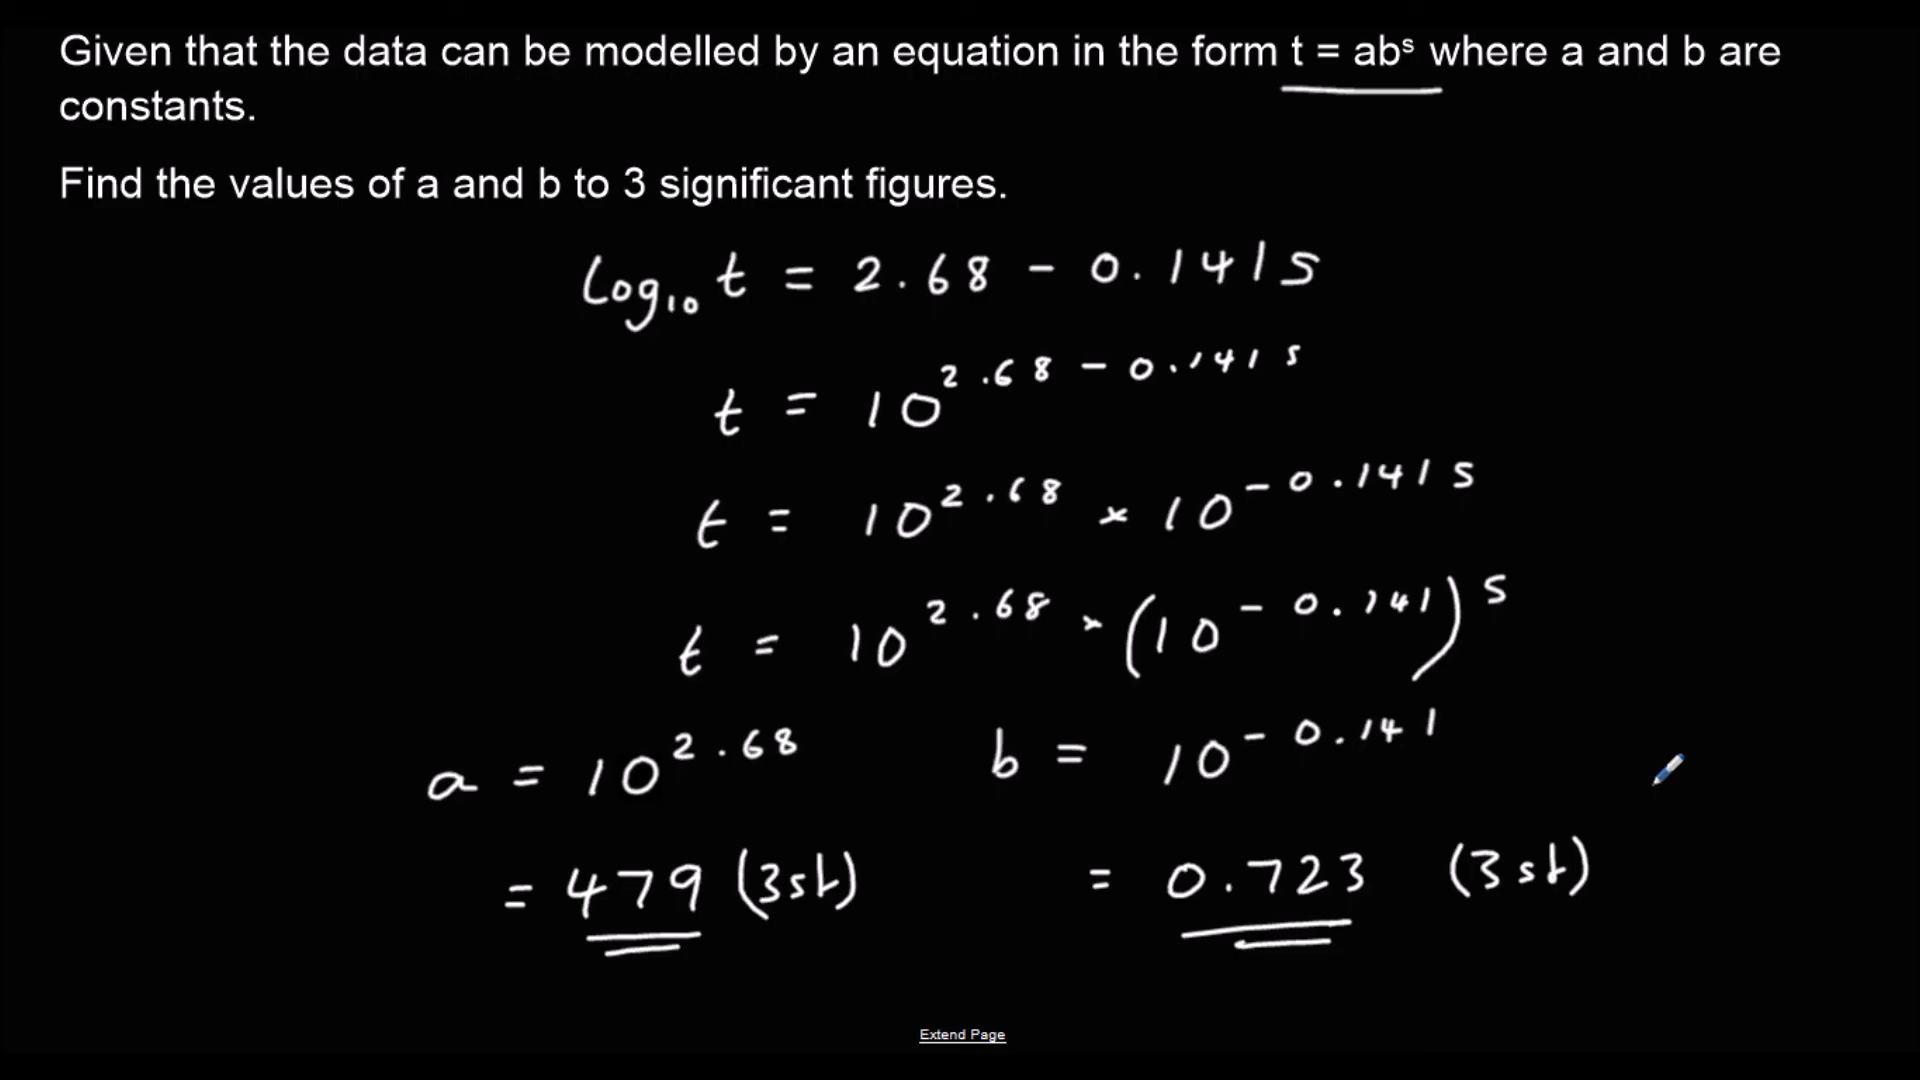 Given that the data can be modelled by an equation in the form t = abˢ where a and b are
constants.
Find the values of a and b to 3 significant figures.
log₁₀ t = 2.68 - 0.141s
t = 10^(2.68 - 0.141s)
t = 10^2.68 × 10^(-0.141s)
t = 10^2.68 × (10^-0.141)^s
a = 10^2.68 b = 10^-0.141
= 479 (3sf) = 0.723 (3sf)
Extend Page